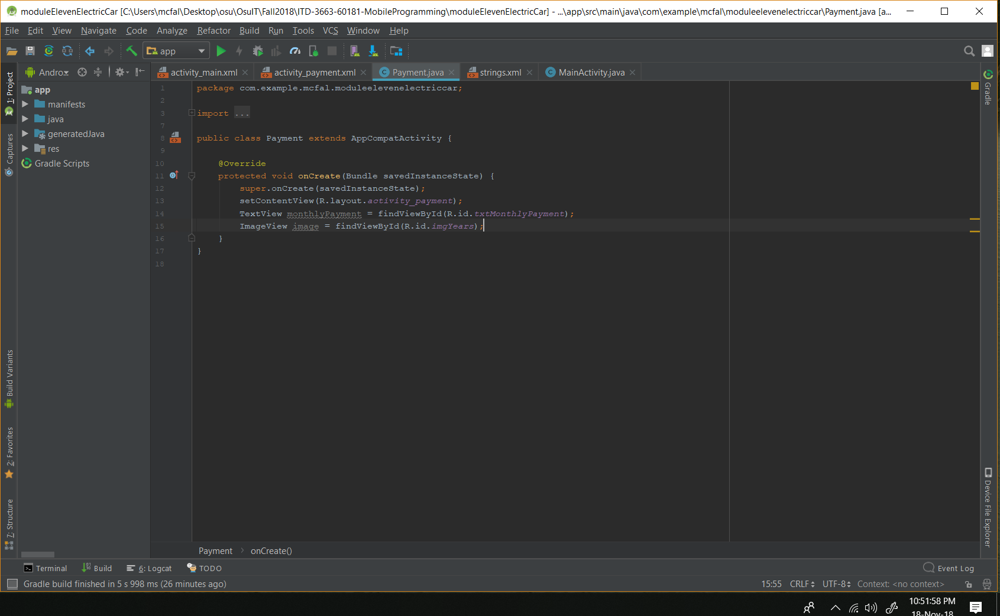 moduleElevenElectricCar [C:\Users\mcfal\Desktop\osu\OsuIT\Fall2018\ITD-3663-60181-MobileProgramming\moduleElevenElectricCar] - ...\app\src\main\java\com\example\mcfal\moduleelevenelectriccar\Payment.java [a...
File Edit View Navigate Code Analyze Refactor Build Run Tools VCS Window Help
app
1: Project
Captures
Build Variants
2: Favorites
7: Structure
Andro...
app
manifests
java
generatedJava
res
Gradle Scripts
activity_main.xml activity_payment.xml Payment.java strings.xml MainActivity.java
1 package com.example.mcfal.moduleelevenelectriccar;
2
3 import ...
7
8 public class Payment extends AppCompatActivity {
9
10 @Override
11 protected void onCreate(Bundle savedInstanceState) {
12 super.onCreate(savedInstanceState);
13 setContentView(R.layout.activity_payment);
14 TextView monthlyPayment = findViewById(R.id.txtMonthlyPayment);
15 ImageView image = findViewById(R.id.imgYears);
16 }
17 }
18
Gradle
Device File Explorer
Payment > onCreate()
Terminal Build 6: Logcat TODO Event Log
Gradle build finished in 5 s 998 ms (26 minutes ago) 15:55 CRLF UTF-8 Context: <no context>
10:51:58 PM
18-Nov-18